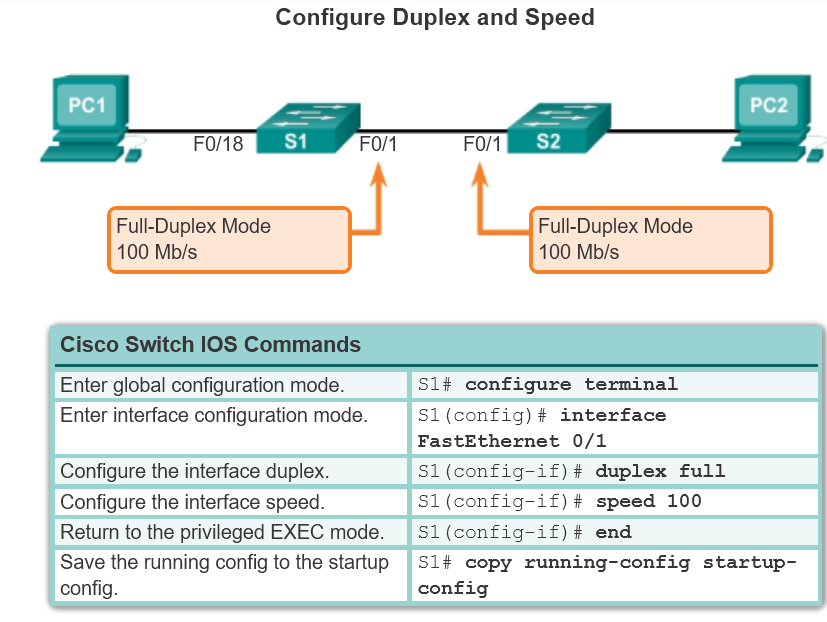 Configure Duplex and Speed
PC1
PC2
F0/18
S1
F0/1
F0/1
S2
Full-Duplex Mode
100 Mb/s
Full-Duplex Mode
100 Mb/s
Cisco Switch IOS Commands
Enter global configuration mode.
S1# configure terminal
Enter interface configuration mode.
S1(config)# interface
FastEthernet 0/1
Configure the interface duplex.
S1(config-if)# duplex full
Configure the interface speed.
S1(config-if)# speed 100
Return to the privileged EXEC mode.
S1(config-if)# end
Save the running config to the startup
config.
S1# copy running-config startup-
config